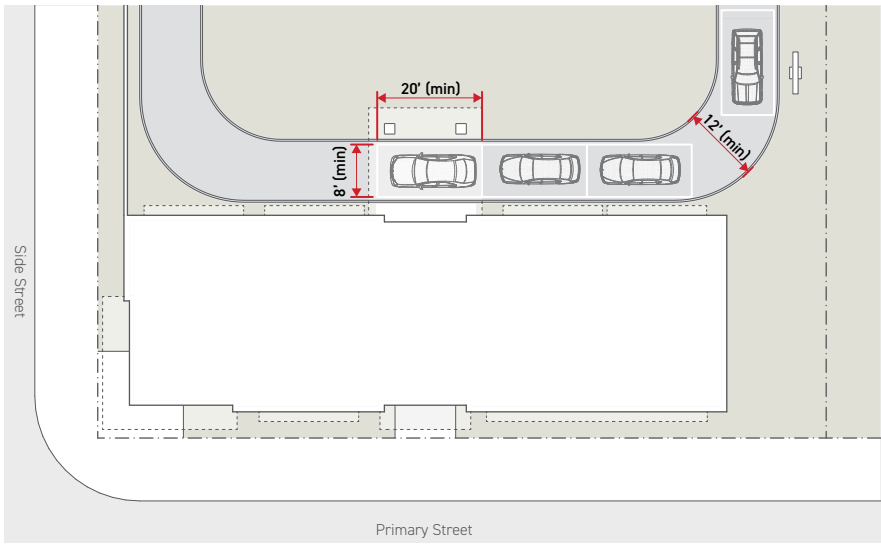 20' (min)
8' (min)
12' (min)
Side Street
Primary Street